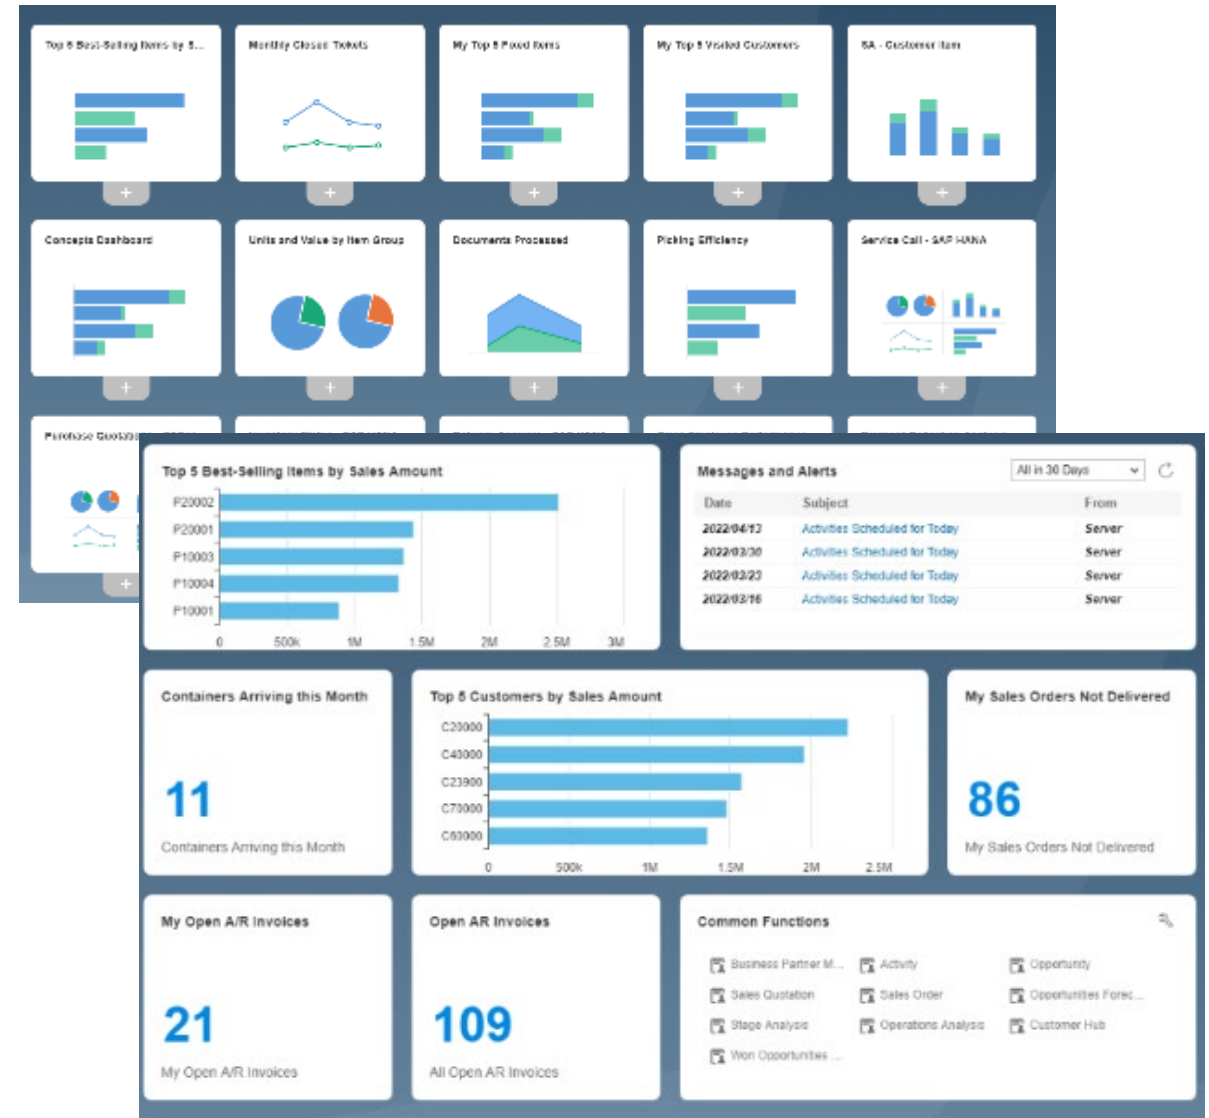 Top 5 Best-Selling Items by S...
Monthly Closed Tickets
My Top 5 Fixed Items
My Top 5 Visited Customers
SA - Customer Item
+
+
+
+
+
Concepts Dashboard
Units and Value by Item Group
Documents Processed
Picking Efficiency
Service Call - SAP HANA
+
+
+
+
+
Purchase Quotatio
+
Top 5 Best-Selling Items by Sales Amount
P20002
P20001
P10003
P10004
P10001
0 500k 1M 1.5M 2M 2.5M 3M
Messages and Alerts
All in 30 Days
Date Subject From
2022/04/13 Activities Scheduled for Today Server
2022/03/30 Activities Scheduled for Today Server
2022/03/23 Activities Scheduled for Today Server
2022/03/16 Activities Scheduled for Today Server
Containers Arriving this Month
11
Containers Arriving this Month
Top 5 Customers by Sales Amount
C20000
C40000
C23900
C70000
C60000
0 500k 1M 1.5M 2M 2.5M
My Sales Orders Not Delivered
86
My Sales Orders Not Delivered
My Open A/R Invoices
21
My Open A/R Invoices
Open AR Invoices
109
All Open AR Invoices
Common Functions
Business Partner M... Activity Opportunity
Sales Quotation Sales Order Opportunities Forec...
Stage Analysis Operations Analysis Customer Hub
Won Opportunities ...